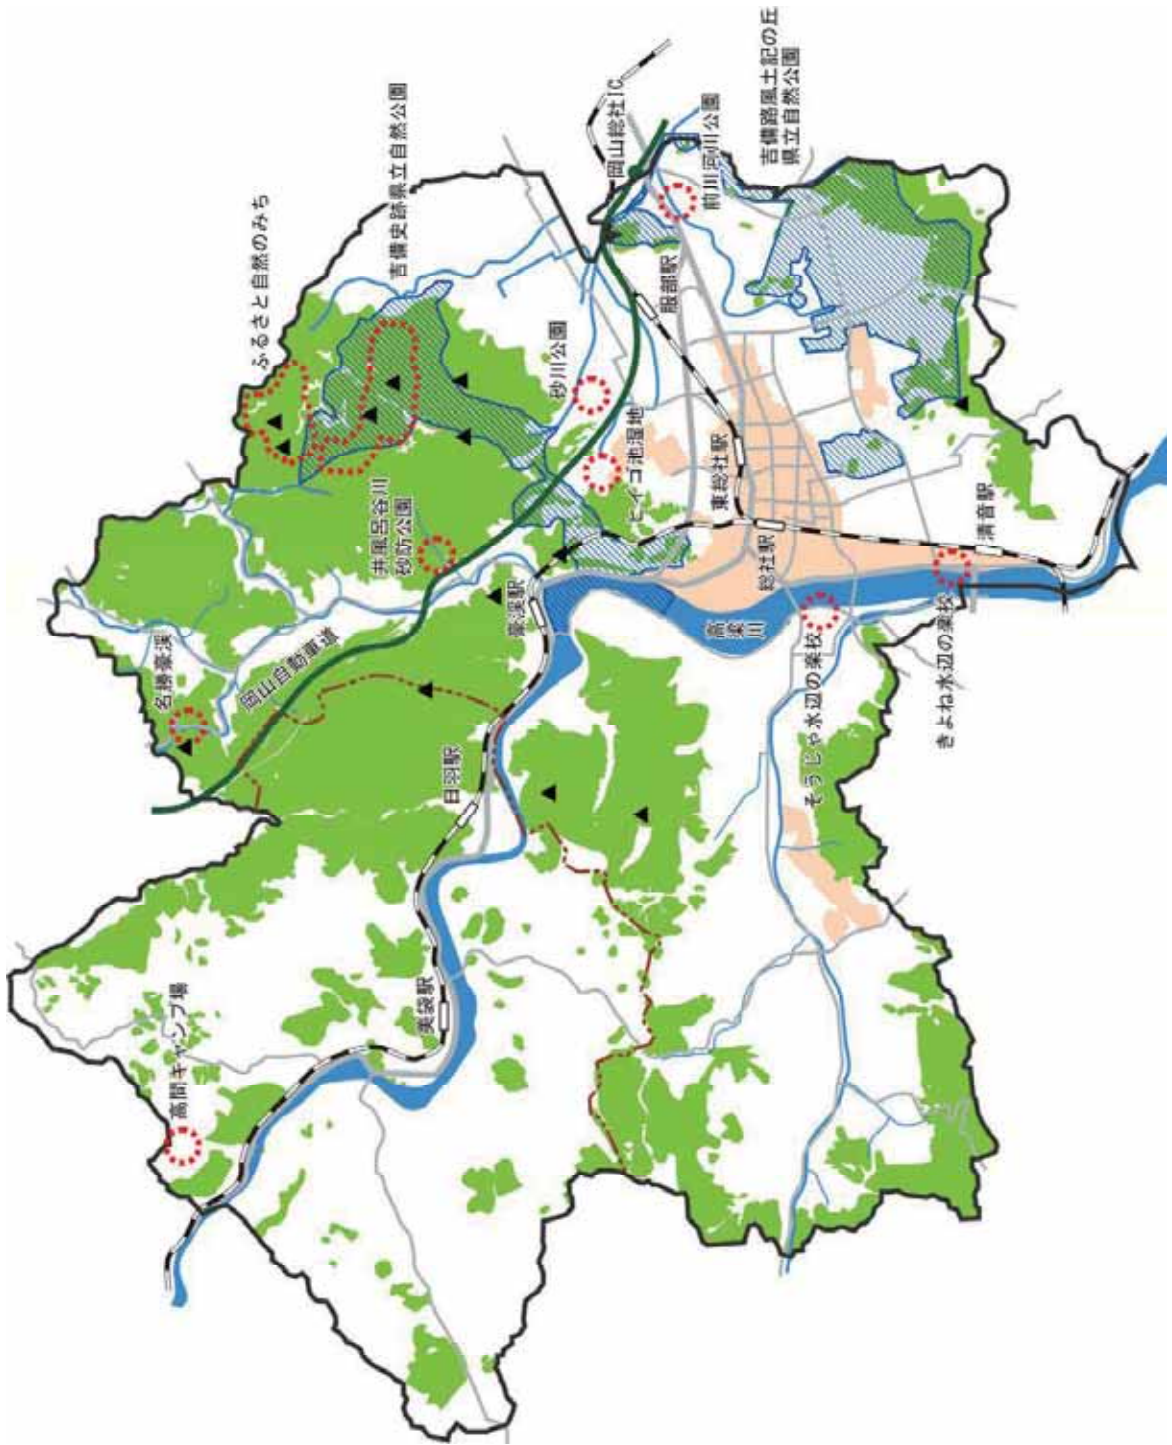 高間キャンプ場
名勝豪渓
ふるさと自然のみち
岡山自動車道
井風呂谷川
砂防公園
吉備史跡県立自然公園
美袋駅
日羽駅
豪渓駅
砂川公園
岡山総社IC
ヒイゴ池湿地
服部駅
前川河川公園
高梁川
東総社駅
総社駅
吉備路風土記の丘
県立自然公園
そうじゃ水辺の楽校
きよね水辺の楽校
清音駅